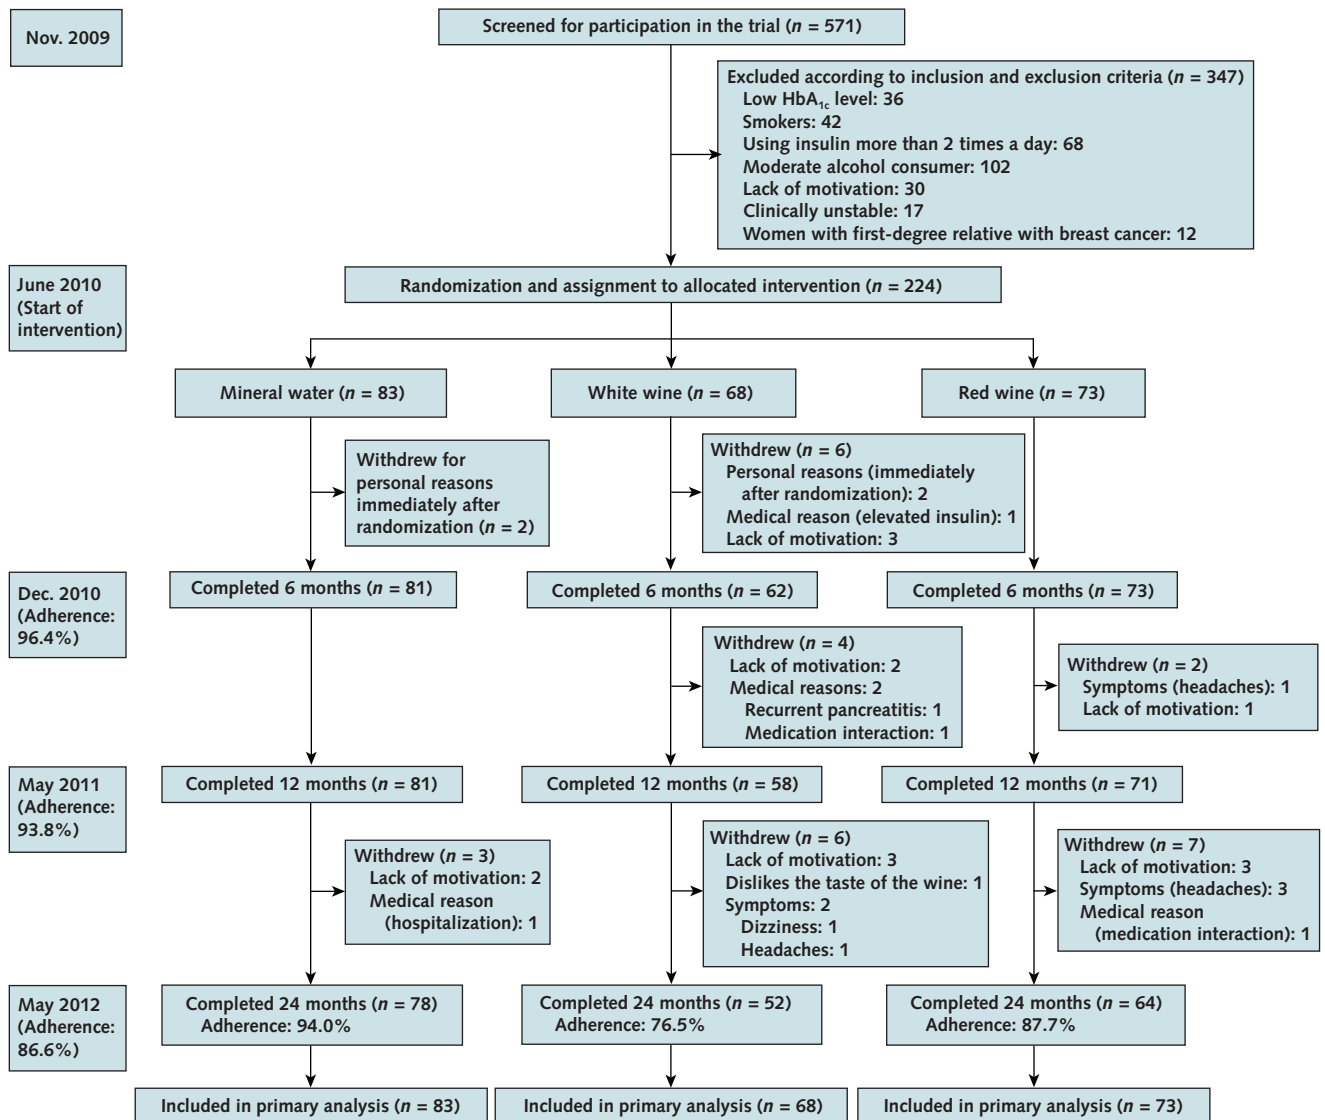 Nov. 2009
Screened for participation in the trial (n = 571)
Excluded according to inclusion and exclusion criteria (n = 347)
Low HbA1c level: 36
Smokers: 42
Using insulin more than 2 times a day: 68
Moderate alcohol consumer: 102
Lack of motivation: 30
Clinically unstable: 17
Women with first-degree relative with breast cancer: 12
June 2010
(Start of
intervention)
Randomization and assignment to allocated intervention (n = 224)
Mineral water (n = 83)
White wine (n = 68)
Red wine (n = 73)
Withdrew for
personal reasons
immediately after
randomization (n = 2)
Withdrew (n = 6)
Personal reasons (immediately
after randomization): 2
Medical reason (elevated insulin): 1
Lack of motivation: 3
Dec. 2010
(Adherence:
96.4%)
Completed 6 months (n = 81)
Completed 6 months (n = 62)
Completed 6 months (n = 73)
Withdrew (n = 4)
Lack of motivation: 2
Medical reasons: 2
Recurrent pancreatitis: 1
Medication interaction: 1
Withdrew (n = 2)
Symptoms (headaches): 1
Lack of motivation: 1
May 2011
(Adherence:
93.8%)
Completed 12 months (n = 81)
Completed 12 months (n = 58)
Completed 12 months (n = 71)
Withdrew (n = 3)
Lack of motivation: 2
Medical reason
(hospitalization): 1
Withdrew (n = 6)
Lack of motivation: 3
Dislikes the taste of the wine: 1
Symptoms: 2
Dizziness: 1
Headaches: 1
Withdrew (n = 7)
Lack of motivation: 3
Symptoms (headaches): 3
Medical reason
(medication interaction): 1
May 2012
(Adherence:
86.6%)
Completed 24 months (n = 78)
Adherence: 94.0%
Completed 24 months (n = 52)
Adherence: 76.5%
Completed 24 months (n = 64)
Adherence: 87.7%
Included in primary analysis (n = 83)
Included in primary analysis (n = 68)
Included in primary analysis (n = 73)